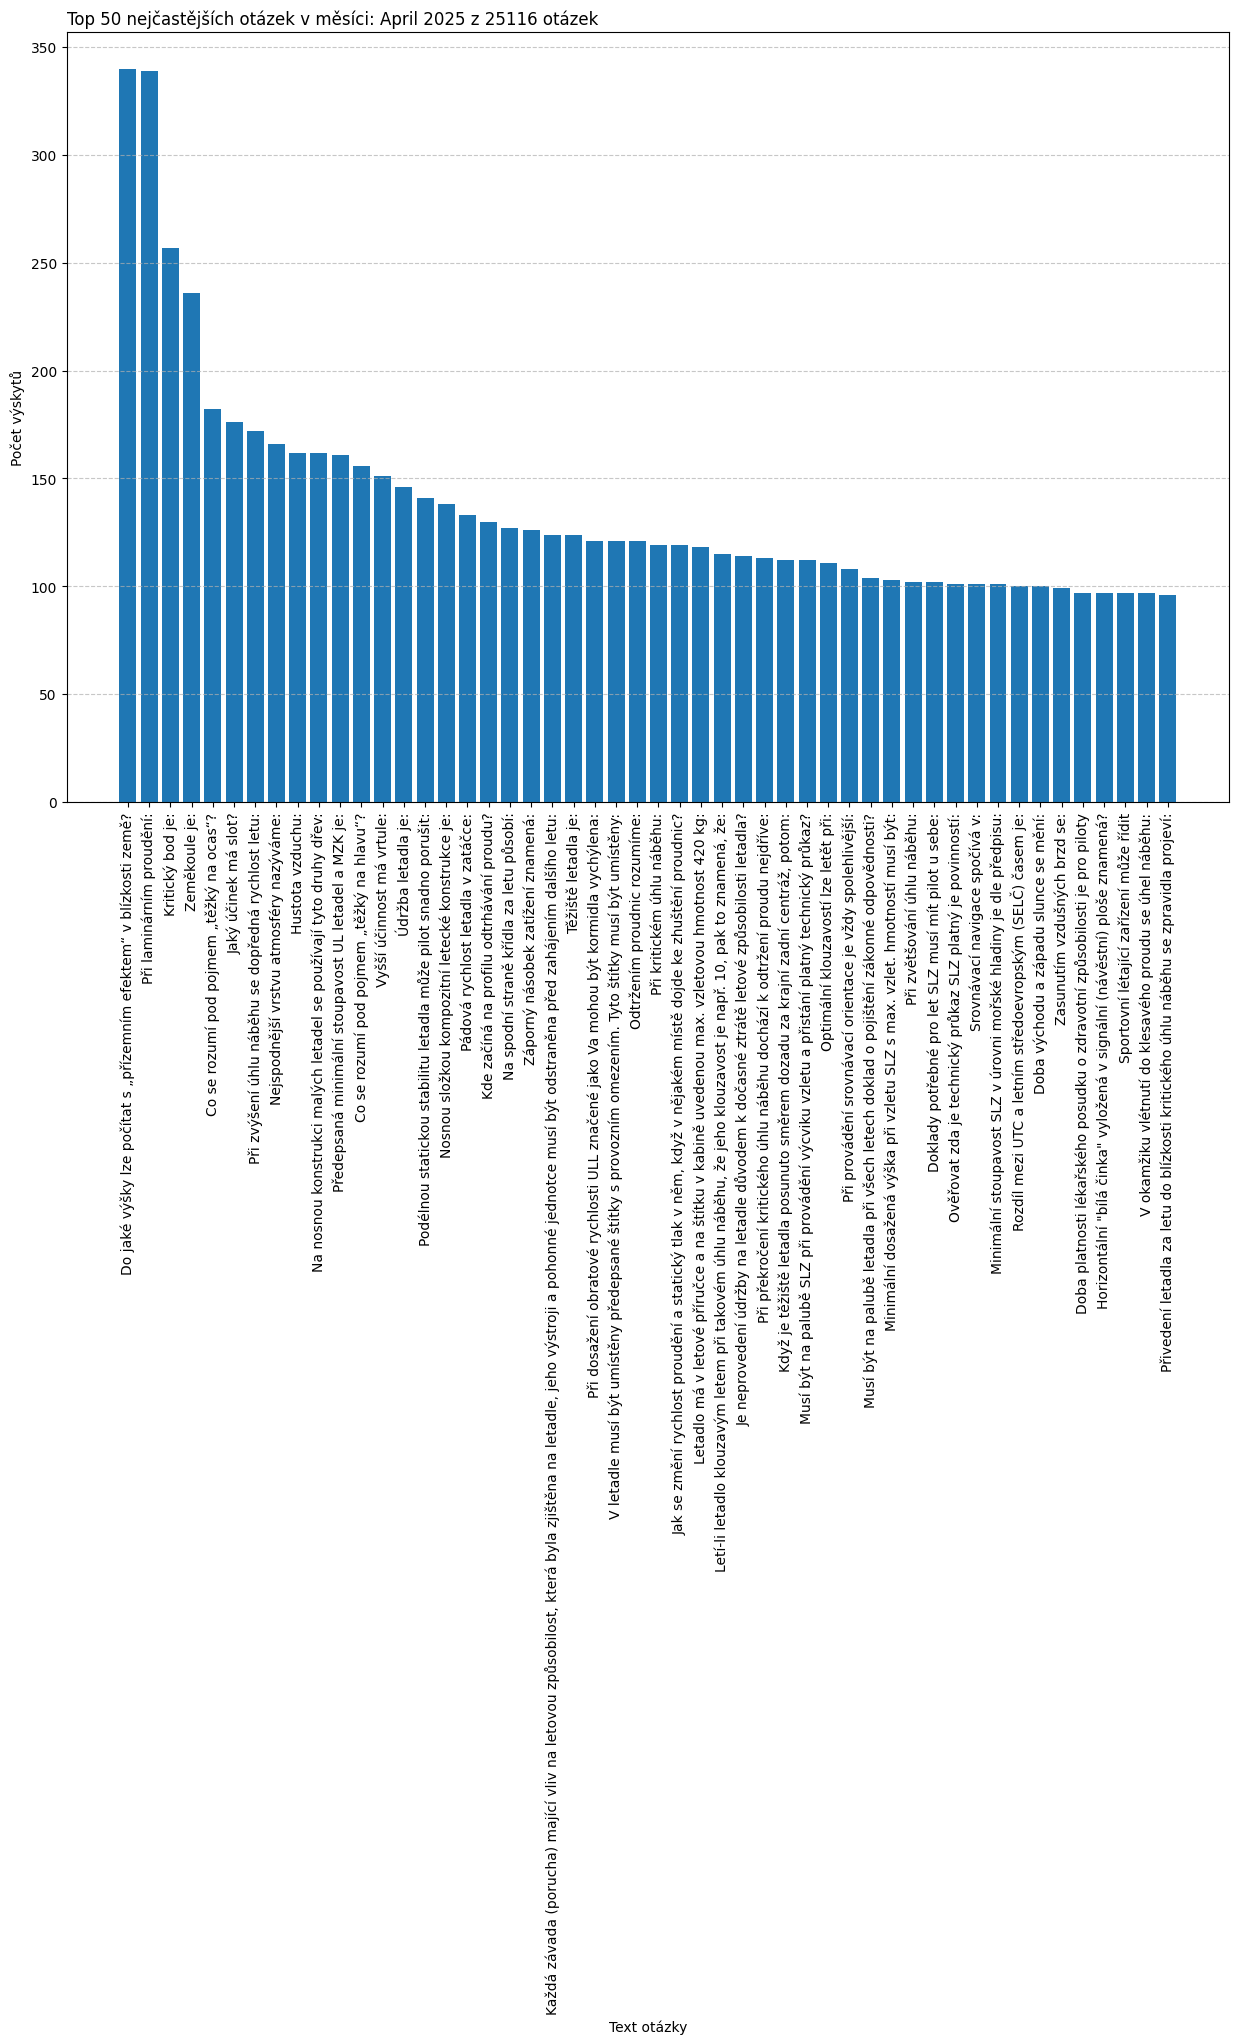 Top 50 nejčastějších otázek v měsíci: April 2025 z 25116 otázek
Počet výskytů
350
300
250
200
150
100
50
0
Do jaké výšky lze počítat s „přízemním efektem“ v blízkosti země?
Při laminárním proudění:
Kritický bod je:
Zeměkoule je:
Co se rozumí pod pojmem „těžký na ocas“?
Jaký účinek má slot?
Při zvýšení úhlu náběhu se dopředná rychlost letu:
Nejspodnější vrstvu atmosféry nazýváme:
Hustota vzduchu:
Na nosnou konstrukci malých letadel se používají tyto druhy dřev:
Předepsaná minimální stoupavost UL letadel a MZK je:
Co se rozumí pod pojmem „těžký na hlavu“?
Vyšší účinnost má vrtule:
Údržba letadla je:
Podélnou statickou stabilitu letadla může pilot snadno porušit:
Nosnou složkou kompozitní letecké konstrukce je:
Pádová rychlost letadla v zatáčce:
Kde začíná na profilu odtrhávání proudu?
Na spodní straně křídla za letu působí:
Záporný násobek zatížení znamená:
Každá závada (porucha) mající vliv na letovou způsobilost, která byla zjištěna na letadle, jeho výstroji a pohonné jednotce musí být odstraněna před zahájením dalšího letu:
Těžiště letadla je:
Při dosažení obratové rychlosti ULL značené jako Va mohou být kormidla vychýlena:
V letadle musí být umístěny předepsané štítky s provozním omezením. Tyto štítky musí být umístěny:
Odtržením proudnic rozumíme:
Při kritickém úhlu náběhu:
Jak se změní rychlost proudění a statický tlak v něm, když v nějakém místě dojde ke zhuštění proudnic?
Letadlo má v letové příručce a na štítku v kabině uvedenou max. vzletovou hmotnost 420 kg:
Letí-li letadlo klouzavým letem při takovém úhlu náběhu, že jeho klouzavost je např. 10, pak to znamená, že:
Je neprovedení údržby na letadle důvodem k dočasné ztrátě letové způsobilosti letadla?
Při překročení kritického úhlu náběhu dochází k odtržení proudu nejdříve:
Když je těžiště letadla posunuto směrem dozadu za krajní zadní centráž, potom:
Musí být na palubě SLZ při provádění výcviku vzletu a přistání platný technický průkaz?
Optimální klouzavostí lze letět při:
Při provádění srovnávací orientace je vždy spolehlivější:
Musí být na palubě letadla při všech letech doklad o pojištění zákonné odpovědnosti?
Minimální dosažená výška při vzletu SLZ s max. vzlet. hmotností musí být:
Při zvětšování úhlu náběhu:
Doklady potřebné pro let SLZ musí mít pilot u sebe:
Ověřovat zda je technický průkaz SLZ platný je povinností:
Srovnávací navigace spočívá v:
Minimální stoupavost SLZ v úrovni mořské hladiny je dle předpisu:
Rozdíl mezi UTC a letním středoevropským (SELČ) časem je:
Doba východu a západu slunce se mění:
Zasunutím vzdušných brzd se:
Doba platnosti lékařského posudku o zdravotní způsobilosti je pro piloty
Horizontální "bílá činka" vyložená v signální (návěstní) ploše znamená?
Sportovní létající zařízení může řídit
V okamžiku vlétnutí do klesavého proudu se úhel náběhu:
Přivedení letadla za letu do blízkosti kritického úhlu náběhu se zpravidla projeví:
Text otázky